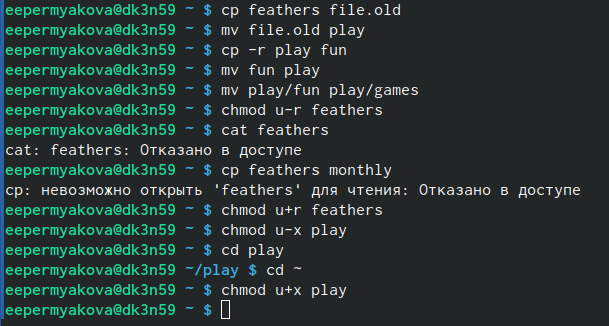 eepermyakova@dk3n59 ~ $ cp feathers file.old
eepermyakova@dk3n59 ~ $ mv file.old play
eepermyakova@dk3n59 ~ $ cp -r play fun
eepermyakova@dk3n59 ~ $ mv fun play
eepermyakova@dk3n59 ~ $ mv play/fun play/games
eepermyakova@dk3n59 ~ $ chmod u-r feathers
eepermyakova@dk3n59 ~ $ cat feathers
cat: feathers: Отказано в доступе
eepermyakova@dk3n59 ~ $ cp feathers monthly
cp: невозможно открыть 'feathers' для чтения: Отказано в доступе
eepermyakova@dk3n59 ~ $ chmod u+r feathers
eepermyakova@dk3n59 ~ $ chmod u-x play
eepermyakova@dk3n59 ~ $ cd play
eepermyakova@dk3n59 ~/play $ cd ~
eepermyakova@dk3n59 ~ $ chmod u+x play
eepermyakova@dk3n59 ~ $